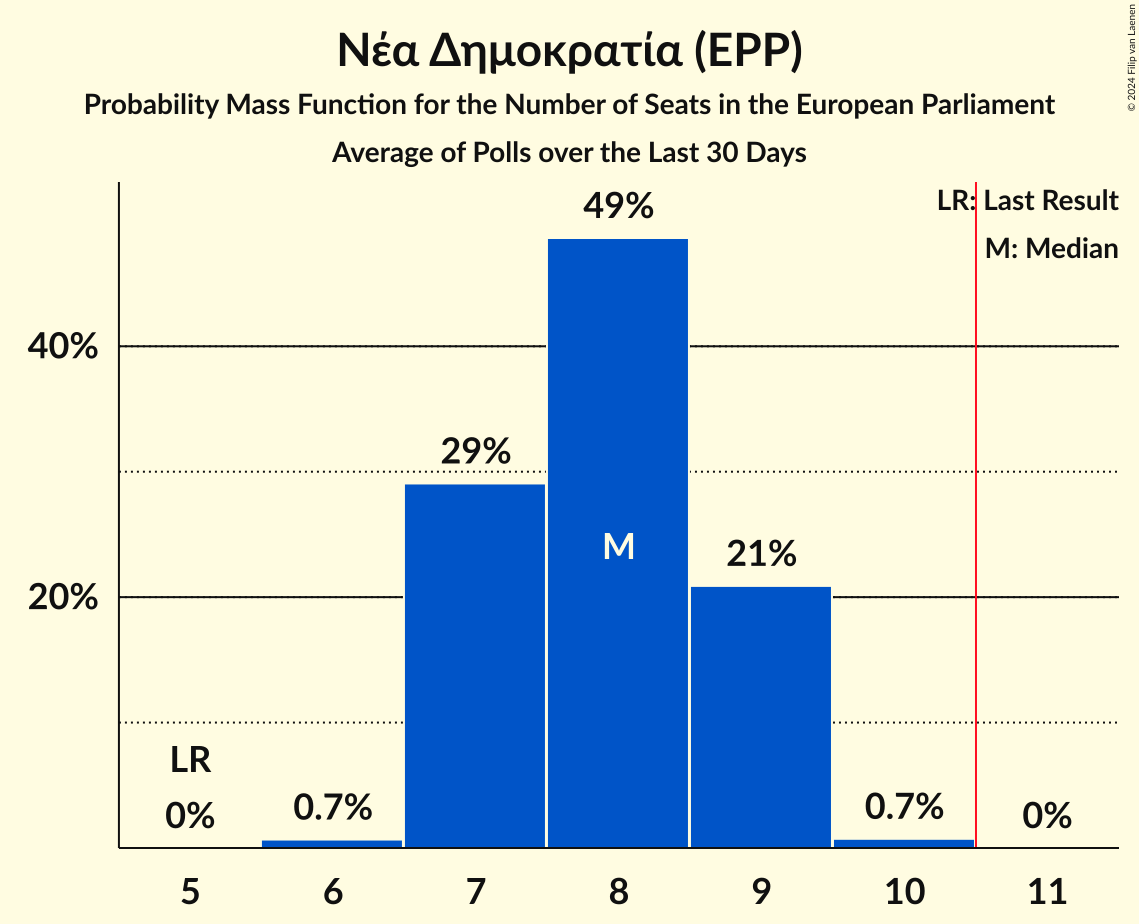 Νέα Δημοκρατία (EPP)
Probability Mass Function for the Number of Seats in the European Parliament
Average of Polls over the Last 30 Days
© 2024 Filip van Laenen
LR: Last Result
M: Median
49%
40%
29%
M
21%
20%
LR
0%
0.7%
0.7%
0%
5 6 7 8 9 10 11